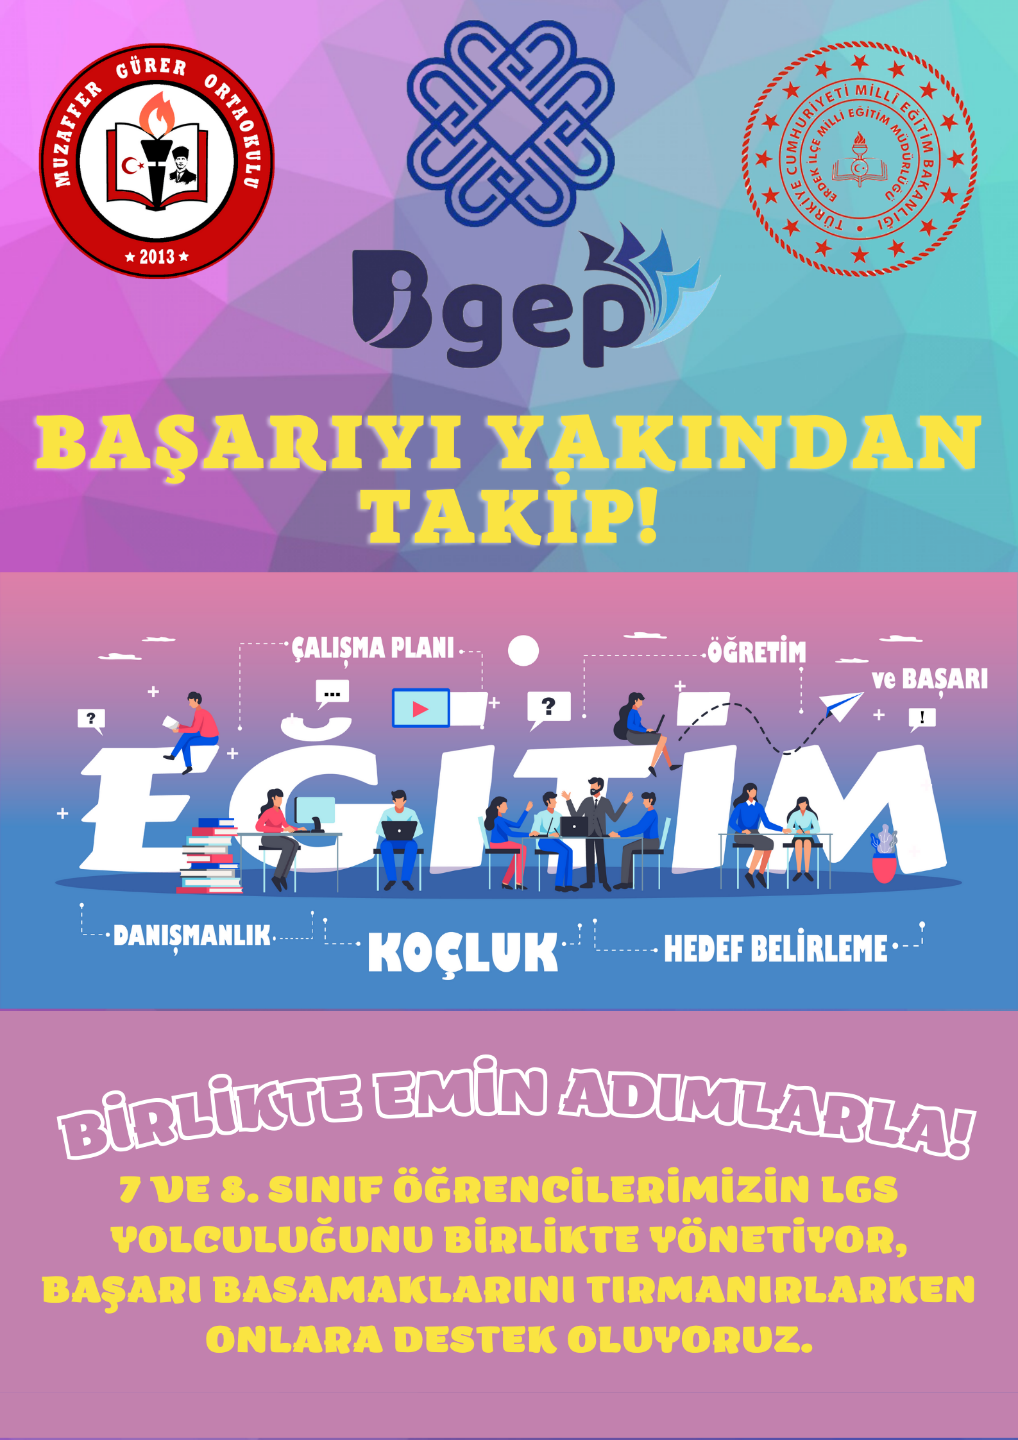 MUZAFFER GÜRER ORTAOKULU
2013
TÜRKİYE CUMHURİYETİ MİLLİ EĞİTİM BAKANLIĞI
ERDEK İLÇE MİLLİ EĞİTİM MÜDÜRLÜĞÜ
Bigep
BAŞARIYI YAKINDAN
TAKİP!
ÇALIŞMA PLANI
ÖĞRETİM
ve BAŞARI
...
?
?
!
EĞİTİM
DANIŞMANLIK
KOÇLUK
HEDEF BELİRLEME
BİRLİKTE EMİN ADIMLARLA!
7 VE 8. SINIF ÖĞRENCİLERİMİZİN LGS
YOLCULUĞUNU BİRLİKTE YÖNETİYOR,
BAŞARI BASAMAKLARINI TIRMANIRLARKEN
ONLARA DESTEK OLUYORUZ.